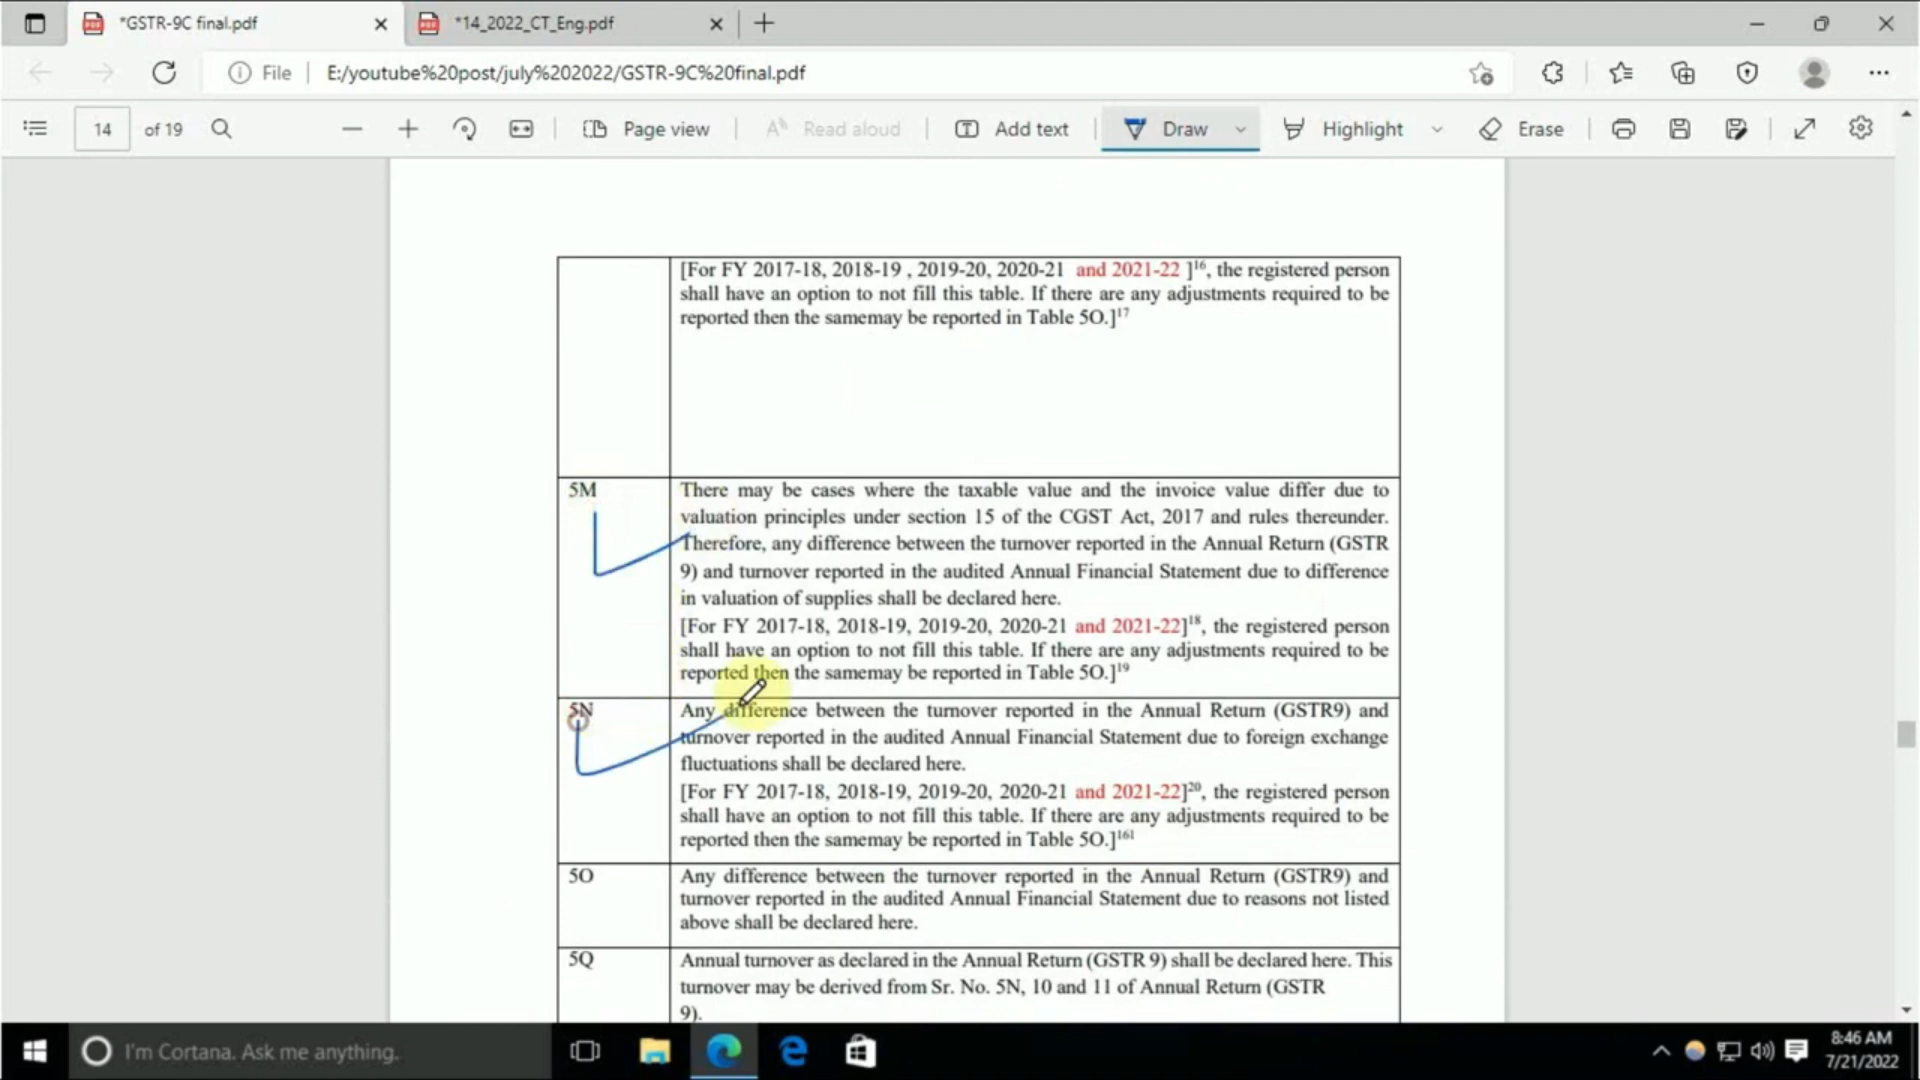 *GSTR-9C final.pdf
*14_2022_CT_Eng.pdf
File
E:/youtube%20post/july%202022/GSTR-9C%20final.pdf
14 of 19
Page view
Read aloud
Add text
Draw
Highlight
Erase
[For FY 2017-18, 2018-19 , 2019-20, 2020-21 and 2021-22 ]16, the registered person
shall have an option to not fill this table. If there are any adjustments required to be
reported then the samemay be reported in Table 5O.]17
5M
There may be cases where the taxable value and the invoice value differ due to
valuation principles under section 15 of the CGST Act, 2017 and rules thereunder.
Therefore, any difference between the turnover reported in the Annual Return (GSTR
9) and turnover reported in the audited Annual Financial Statement due to difference
in valuation of supplies shall be declared here.
[For FY 2017-18, 2018-19, 2019-20, 2020-21 and 2021-22]18, the registered person
shall have an option to not fill this table. If there are any adjustments required to be
reported then the samemay be reported in Table 5O.]19
5N
Any difference between the turnover reported in the Annual Return (GSTR9) and
turnover reported in the audited Annual Financial Statement due to foreign exchange
fluctuations shall be declared here.
[For FY 2017-18, 2018-19, 2019-20, 2020-21 and 2021-22]20, the registered person
shall have an option to not fill this table. If there are any adjustments required to be
reported then the samemay be reported in Table 5O.]161
5O
Any difference between the turnover reported in the Annual Return (GSTR9) and
turnover reported in the audited Annual Financial Statement due to reasons not listed
above shall be declared here.
5Q
Annual turnover as declared in the Annual Return (GSTR 9) shall be declared here. This
turnover may be derived from Sr. No. 5N, 10 and 11 of Annual Return (GSTR
9).
I'm Cortana. Ask me anything.
8:46 AM
7/21/2022